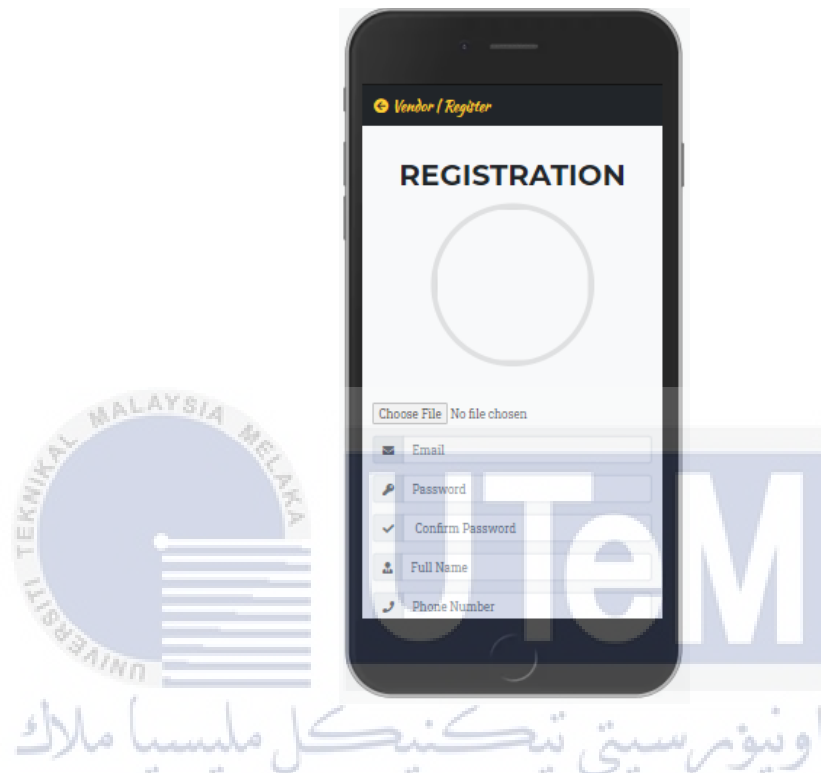 Vendor | Register
REGISTRATION
Choose File No file chosen
Email
Password
Confirm Password
Full Name
Phone Number
UNIVERSITI TEKNIKAL MALAYSIA MELAKA
UTeM
اونيۏرسيتي تيكنيكل مليسيا ملاك